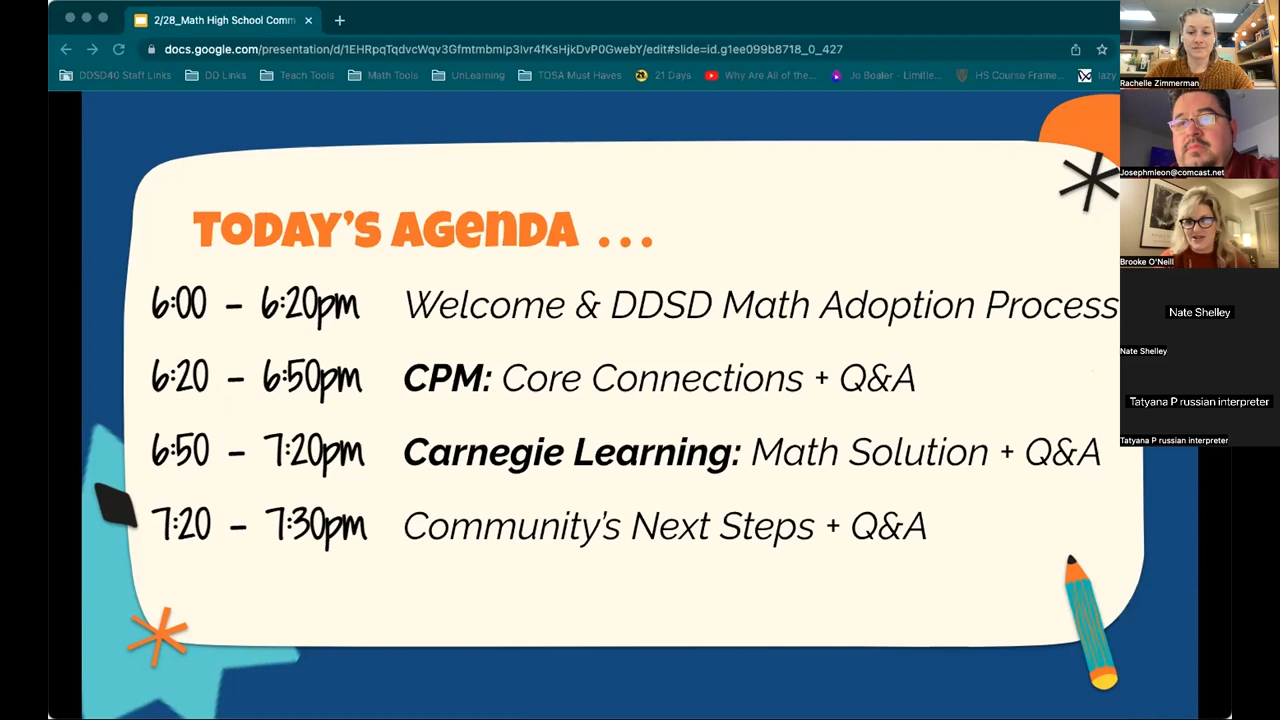 2/28_Math High School Comm
docs.google.com/presentation/d/1EHRpqTqdvcWqv3Gfmtmbmlp3lvr4fKsHjkDvP0GwebY/edit#slide=id.g1ee099b8718_0_427
DDSD40 Staff Links DD Links Teach Tools Math Tools UnLearning TOSA Must Haves 21 Days Why Are All of the... Jo Boaler - Limitle... HS Course Frame... lazy
TODAY'S AGENDA ...
6:00 - 6:20pm Welcome & DDSD Math Adoption Process
6:20 - 6:50pm CPM: Core Connections + Q&A
6:50 - 7:20pm Carnegie Learning: Math Solution + Q&A
7:20 - 7:30pm Community's Next Steps + Q&A
Rachelle Zimmerman
Josephmleon@comcast.net
Brooke O'Neill
Nate Shelley
Nate Shelley
Tatyana P russian interpreter
Tatyana P russian interpreter